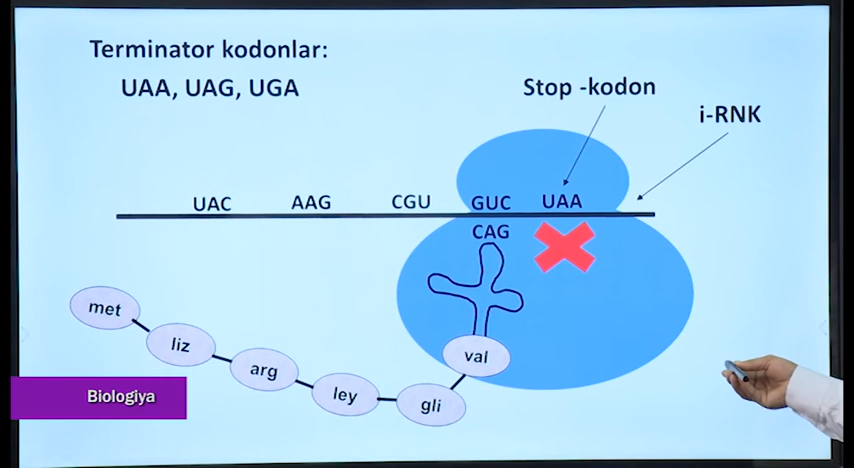 Terminator kodonlar:
UAA, UAG, UGA
Stop -kodon
i-RNK
UAC AAG CGU GUC UAA
CAG
met
liz
arg
ley
gli
val
Biologiya